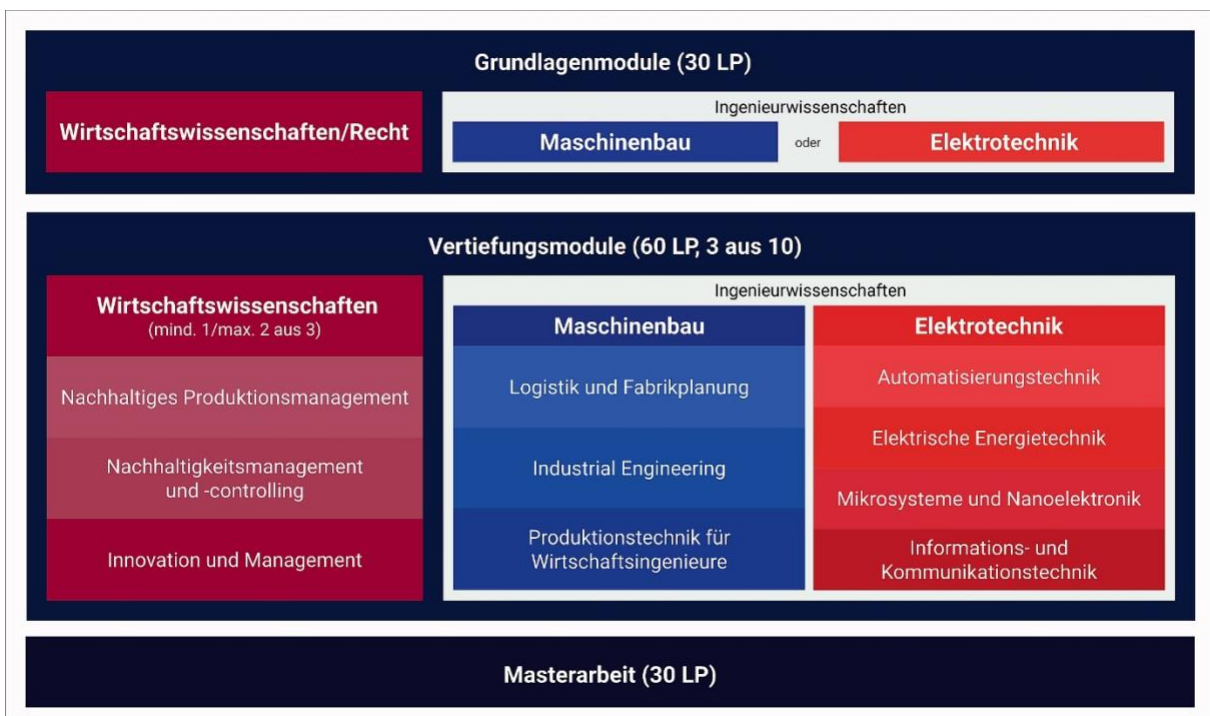 Grundlagenmodule (30 LP)
Wirtschaftswissenschaften/Recht
Ingenieurwissenschaften
Maschinenbau
oder
Elektrotechnik
Vertiefungsmodule (60 LP, 3 aus 10)
Wirtschaftswissenschaften
(mind. 1/max. 2 aus 3)
Nachhaltiges Produktionsmanagement
Nachhaltigkeitsmanagement
und -controlling
Innovation und Management
Ingenieurwissenschaften
Maschinenbau
Logistik und Fabrikplanung
Industrial Engineering
Produktionstechnik für
Wirtschaftsingenieure
Elektrotechnik
Automatisierungstechnik
Elektrische Energietechnik
Mikrosysteme und Nanoelektronik
Informations- und
Kommunikationstechnik
Masterarbeit (30 LP)